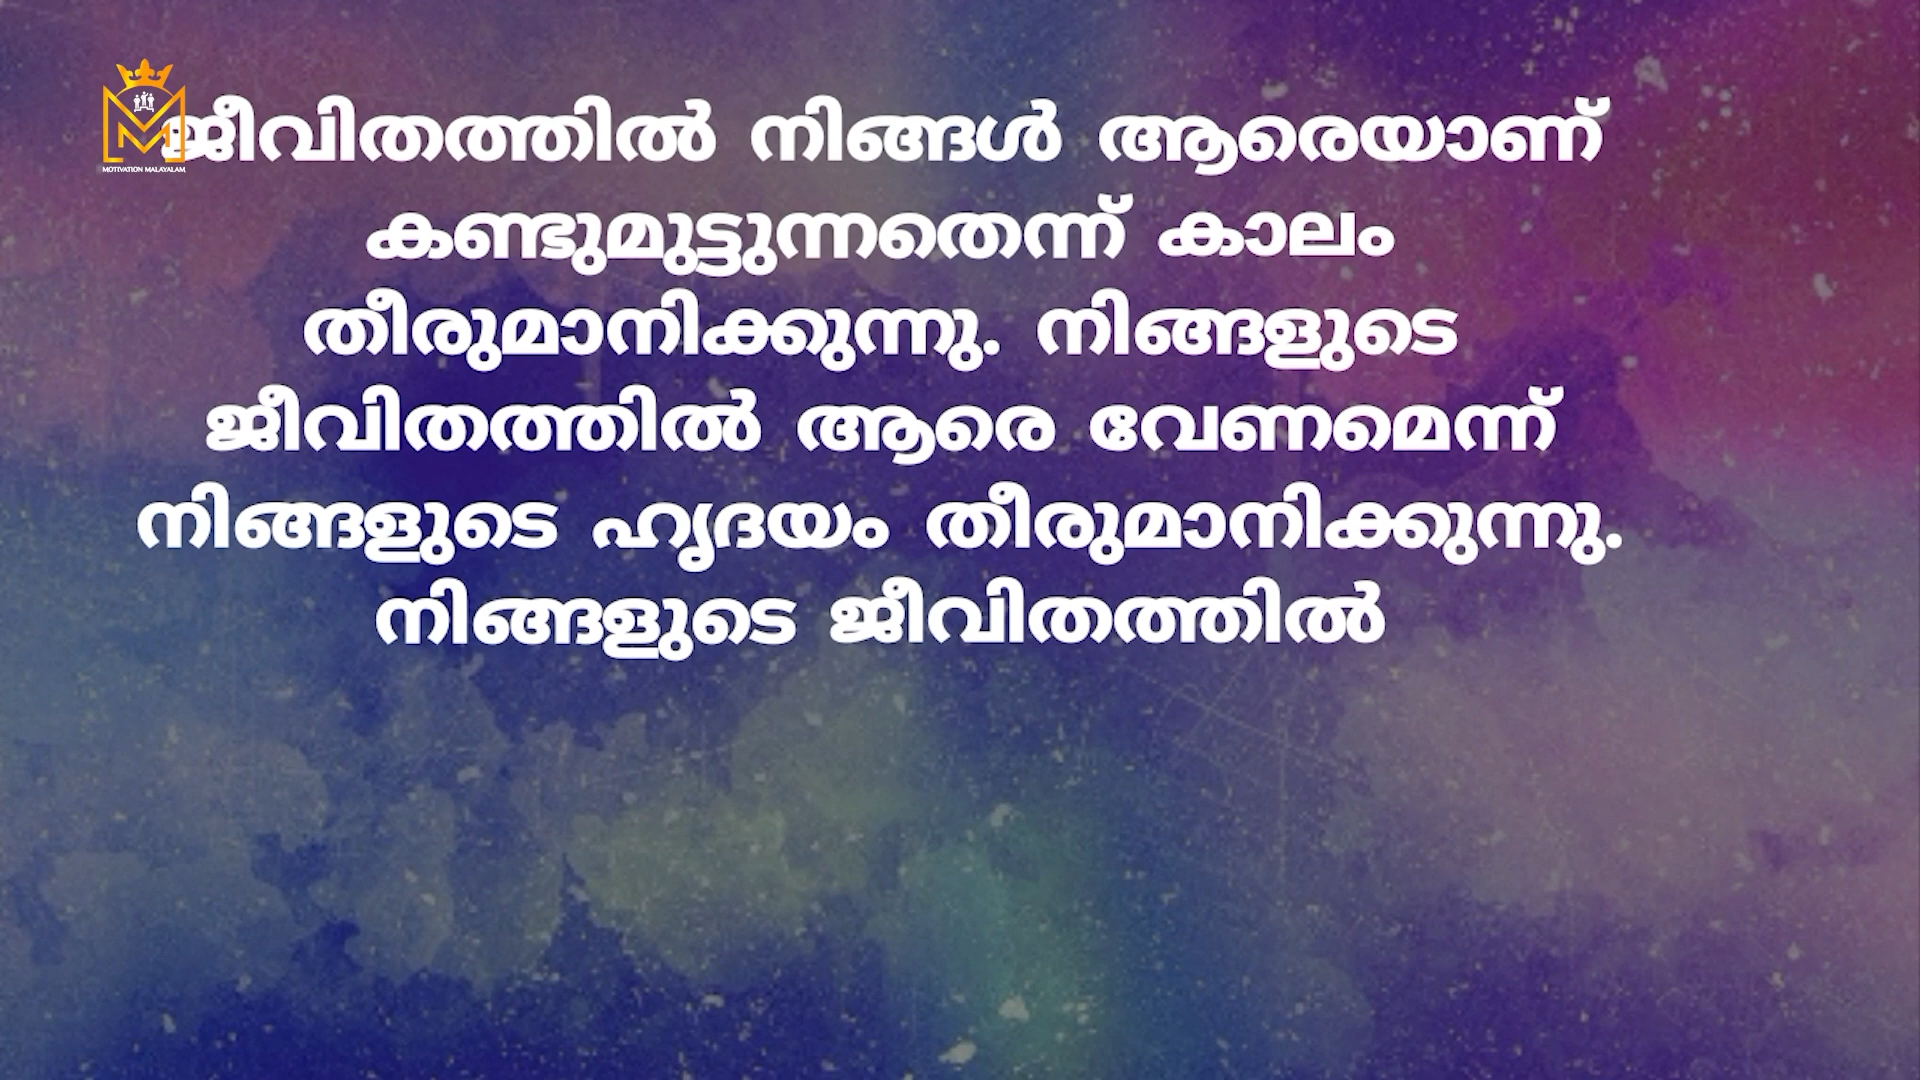 MOTIVATION MALAYALAM
ജീവിതത്തിൽ നിങ്ങൾ ആരെയാണ്
കണ്ടുമുട്ടുന്നതെന്ന് കാലം
തീരുമാനിക്കുന്നു. നിങ്ങളുടെ
ജീവിതത്തിൽ ആരെ വേണമെന്ന്
നിങ്ങളുടെ ഹൃദയം തീരുമാനിക്കുന്നു.
നിങ്ങളുടെ ജീവിതത്തിൽ